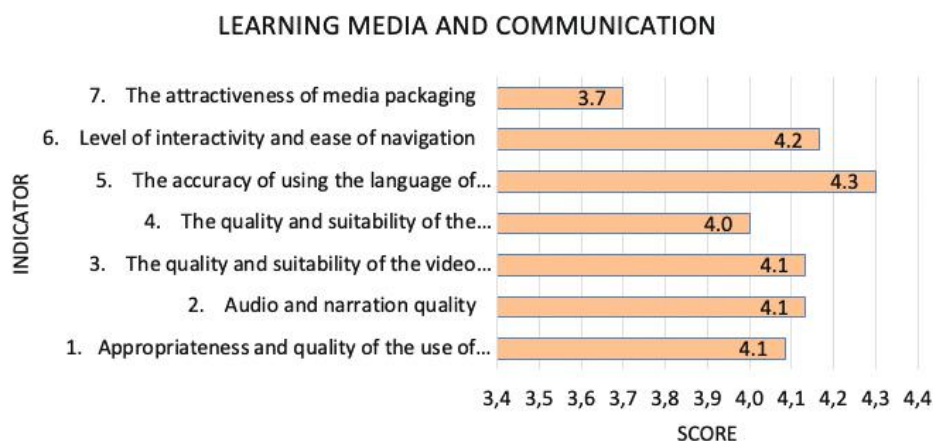 LEARNING MEDIA AND COMMUNICATION
7. The attractiveness of media packaging
3.7
6. Level of interactivity and ease of navigation
4.2
5. The accuracy of using the language of...
4.3
4. The quality and suitability of the...
4.0
3. The quality and suitability of the video...
4.1
2. Audio and narration quality
4.1
1. Appropriateness and quality of the use of...
4.1
INDICATOR
3,4 3,5 3,6 3,7 3,8 3,9 4,0 4,1 4,2 4,3 4,4
SCORE